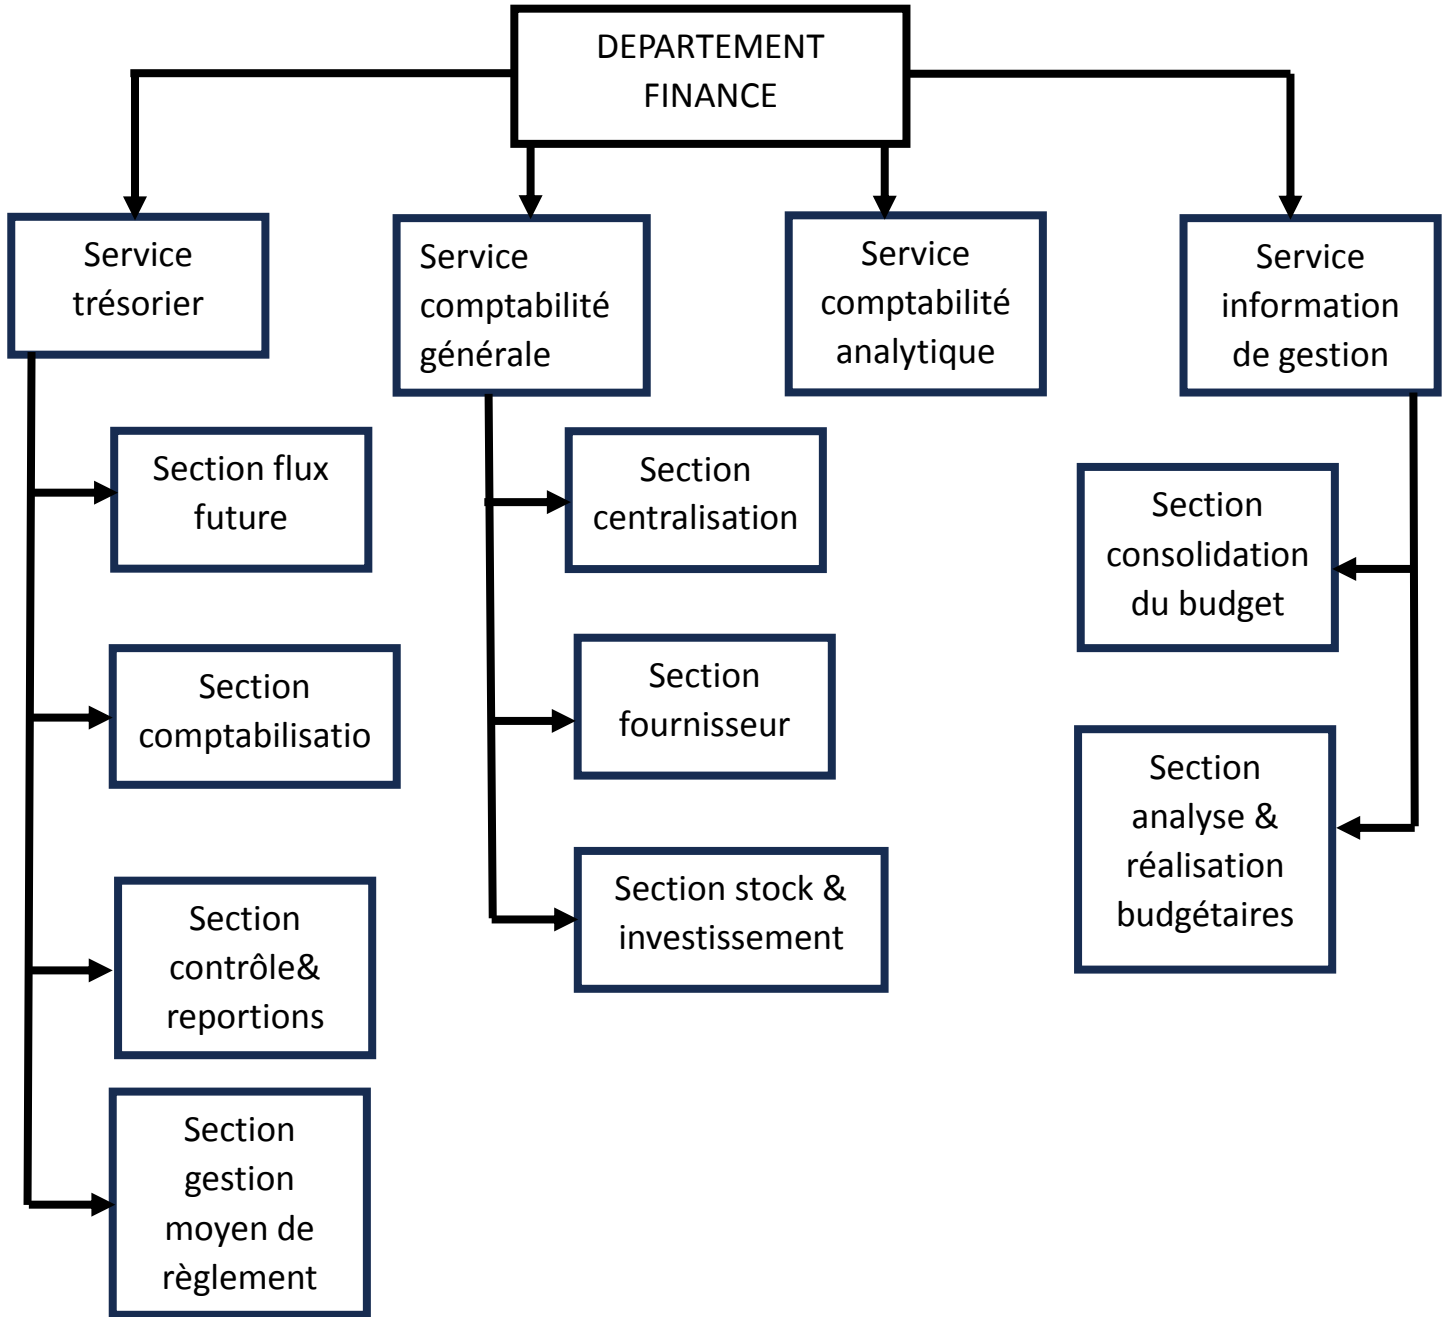 DEPARTEMENT
FINANCE
Service
trésorier
Service
comptabilité
générale
Service
comptabilité
analytique
Service
information
de gestion
Section flux
future
Section
comptabilisatio
Section
contrôle&
reportions
Section
gestion
moyen de
règlement
Section
centralisation
Section
fournisseur
Section stock &
investissement
Section
consolidation
du budget
Section
analyse &
réalisation
budgétaires